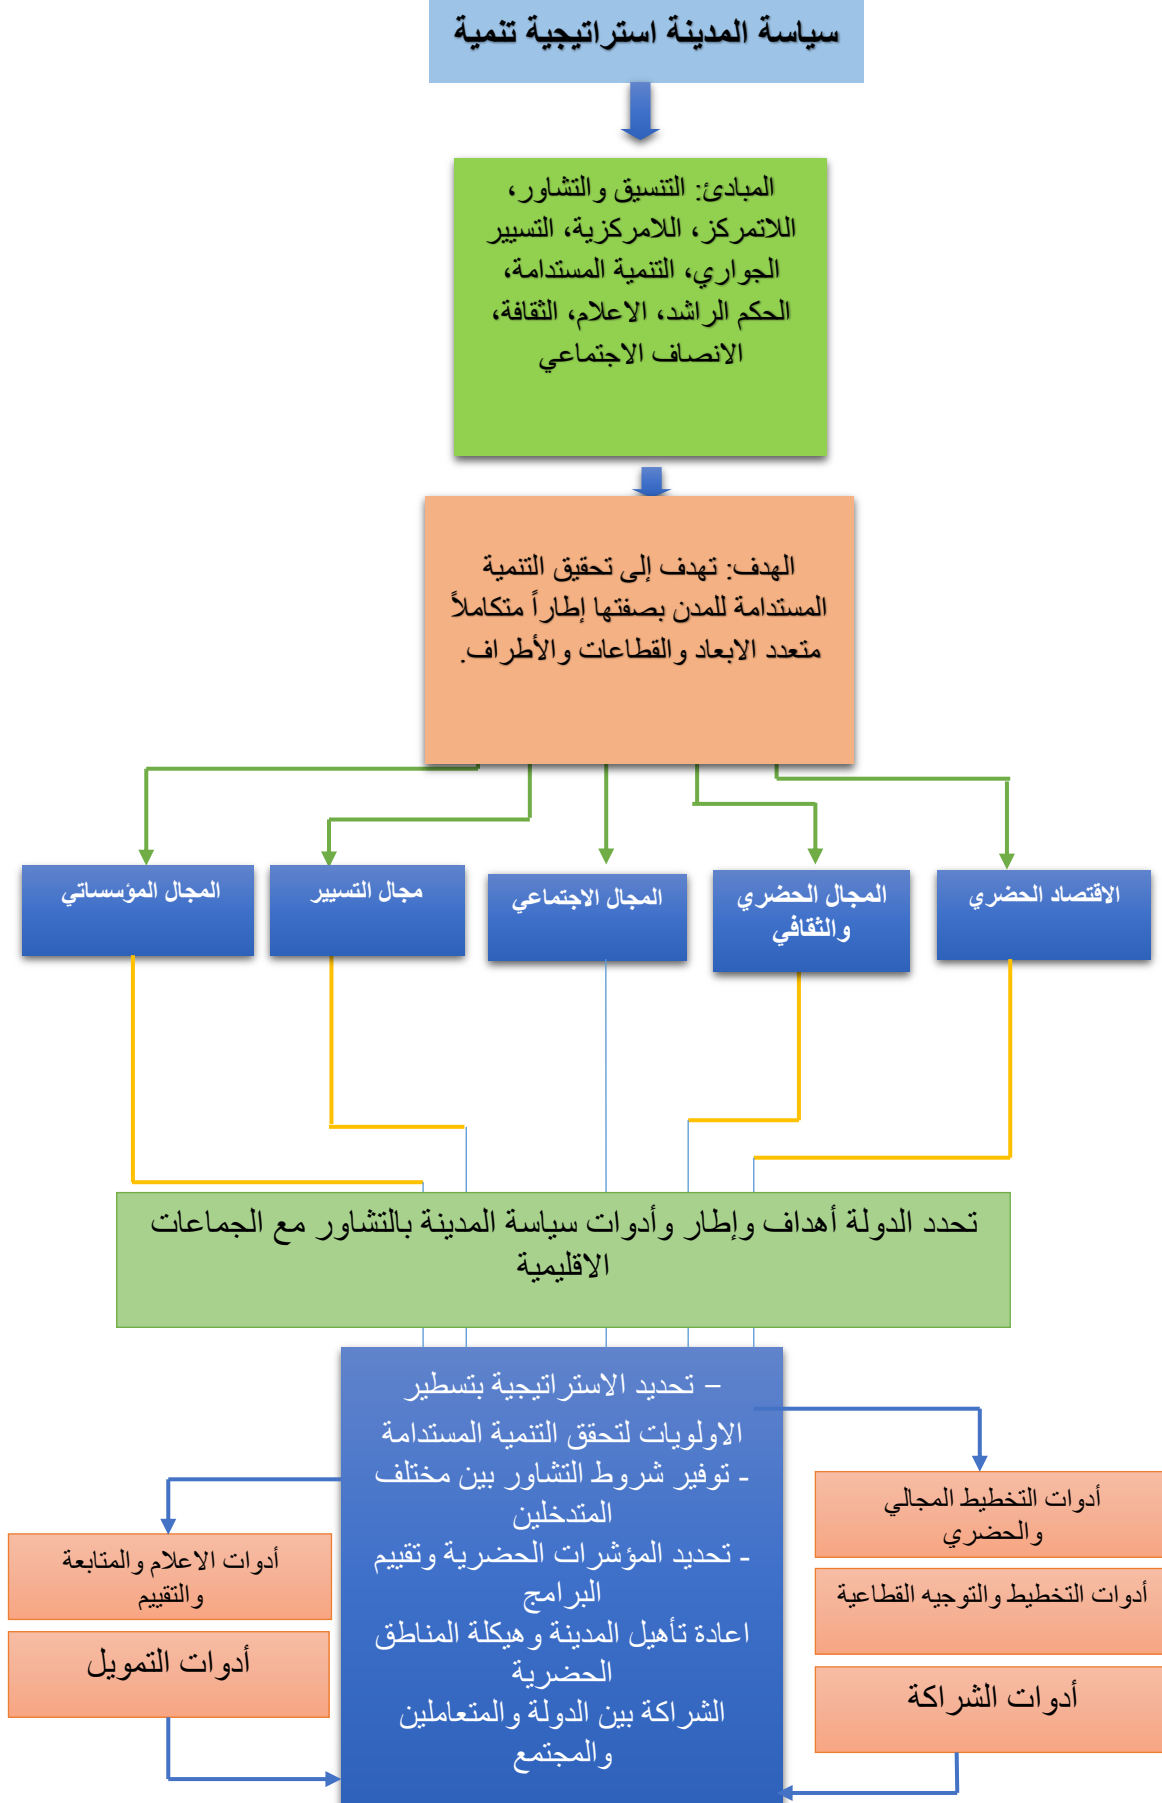 سياسة المدينة استراتيجية تنمية
المبادئ: التنسيق والتشاور،
اللاتمركز، اللامركزية، التسيير
الجواري، التنمية المستدامة،
الحكم الراشد، الاعلام، الثقافة،
الانصاف الاجتماعي
الهدف: تهدف إلى تحقيق التنمية
المستدامة للمدن بصفتها إطاراً متكاملاً
متعدد الابعاد والقطاعات والأطراف.
الاقتصاد الحضري
المجال الحضري
والثقافي
المجال الاجتماعي
مجال التسيير
المجال المؤسساتي
تحدد الدولة أهداف وإطار وأدوات سياسة المدينة بالتشاور مع الجماعات
الاقليمية
– تحديد الاستراتيجية بتسطير
الاولويات لتحقق التنمية المستدامة
- توفير شروط التشاور بين مختلف
المتدخلين
- تحديد المؤشرات الحضرية وتقييم
البرامج
اعادة تأهيل المدينة وهيكلة المناطق
الحضرية
الشراكة بين الدولة والمتعاملين
والمجتمع
أدوات التخطيط المجالي
والحضري
أدوات التخطيط والتوجيه القطاعية
أدوات الشراكة
أدوات الاعلام والمتابعة
والتقييم
أدوات التمويل